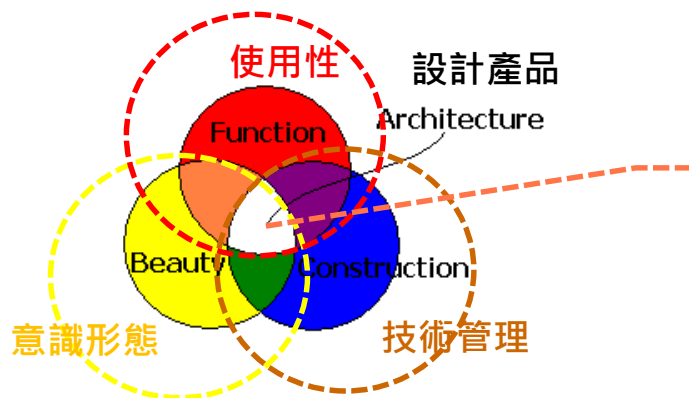 使用性
設計產品
Function
Architecture
Beauty
Construction
意識形態
技術管理